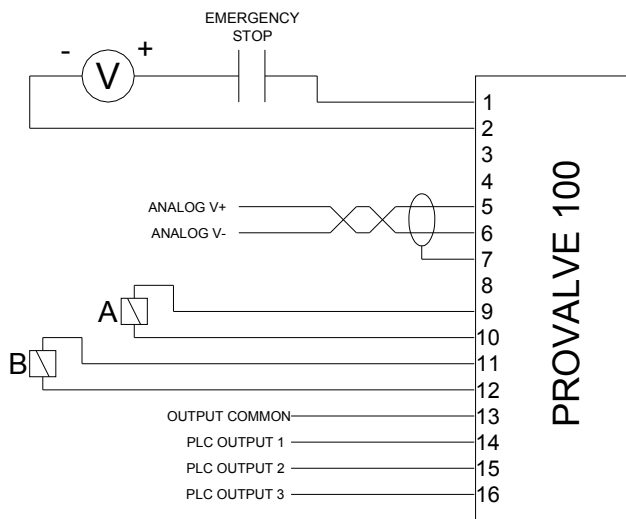 EMERGENCY
STOP
- V +
1
2
3
4
ANALOG V+ 5
ANALOG V- 6
7
8
A 9
10
B 11
12
OUTPUT COMMON 13
PLC OUTPUT 1 14
PLC OUTPUT 2 15
PLC OUTPUT 3 16
PROVALVE 100